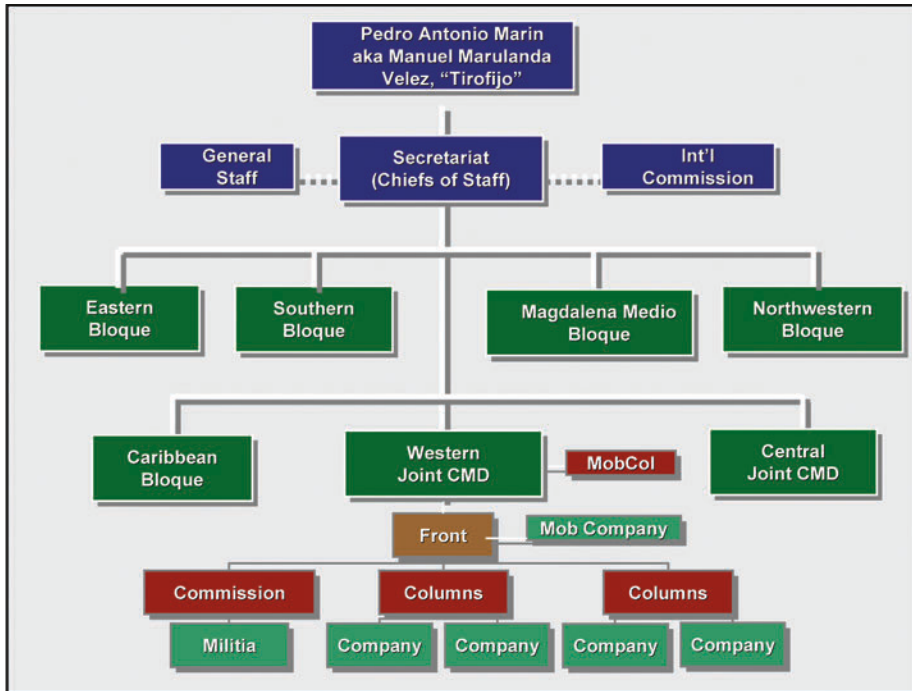 Pedro Antonio Marin
aka Manuel Marulanda
Velez, “Tirofijo”
General
Staff
Secretariat
(Chiefs of Staff)
Int’l
Commission
Eastern
Bloque
Southern
Bloque
Magdalena Medio
Bloque
Northwestern
Bloque
Caribbean
Bloque
Western
Joint CMD
MobCol
Central
Joint CMD
Front
Mob Company
Commission
Columns
Columns
Militia
Company
Company
Company
Company